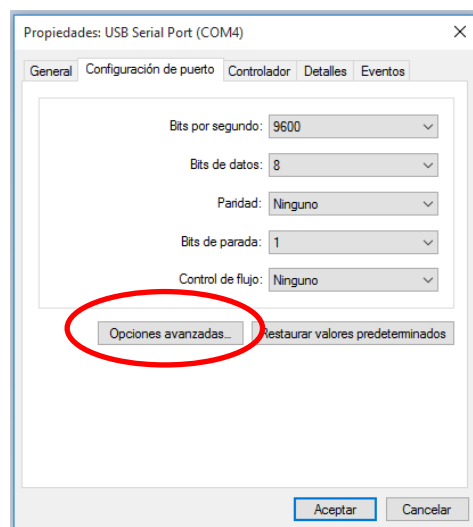 Propiedades: USB Serial Port (COM4)
General Configuración de puerto Controlador Detalles Eventos
Bits por segundo: 9600
Bits de datos: 8
Paridad: Ninguno
Bits de parada: 1
Control de flujo: Ninguno
Opciones avanzadas... Restaurar valores predeterminados
Aceptar Cancelar